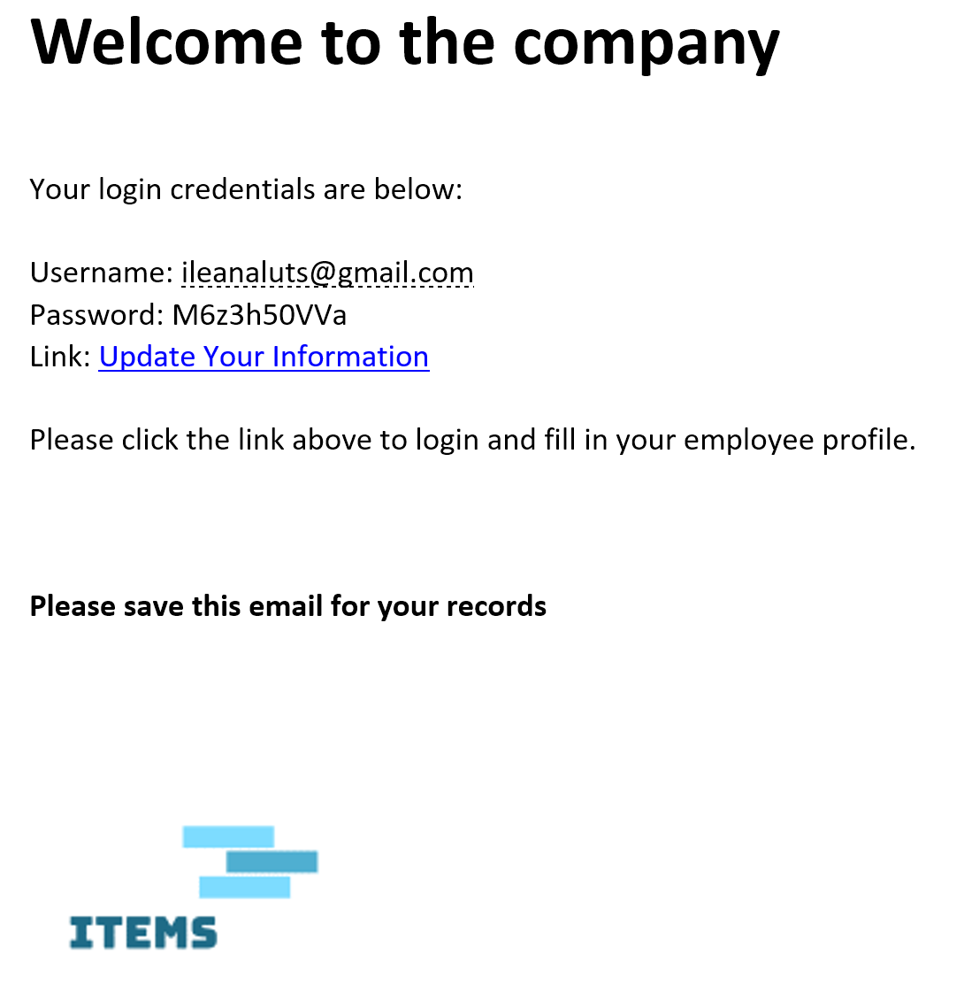 Welcome to the company
Your login credentials are below:
Username: ileanaluts@gmail.com
Password: M6z3h50VVa
Link: Update Your Information
Please click the link above to login and fill in your employee profile.
Please save this email for your records
ITEMS